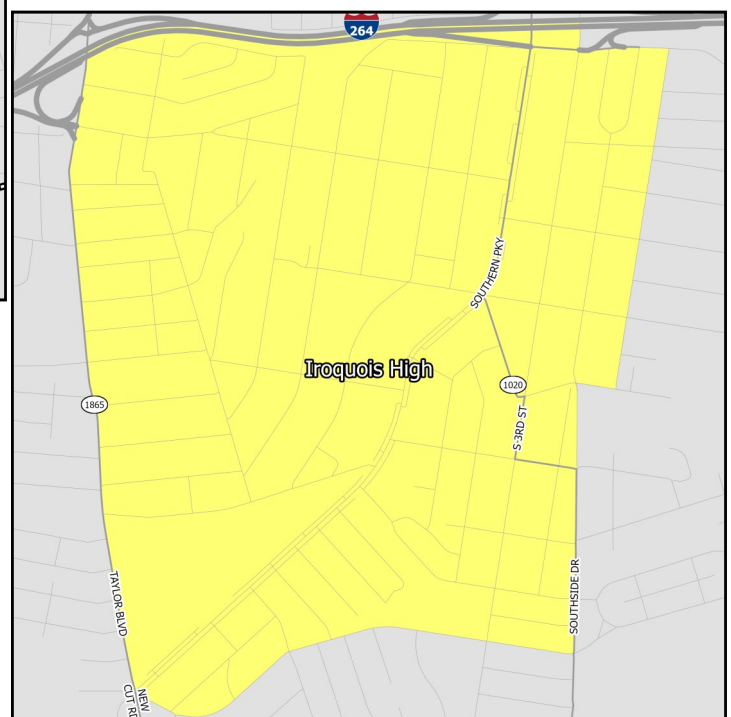 264
SOUTHERN PKY
Iroquois High
1020
1865
S 3RD ST
TAYLOR BLVD
SOUTHSIDE DR
NEW
CUT RD